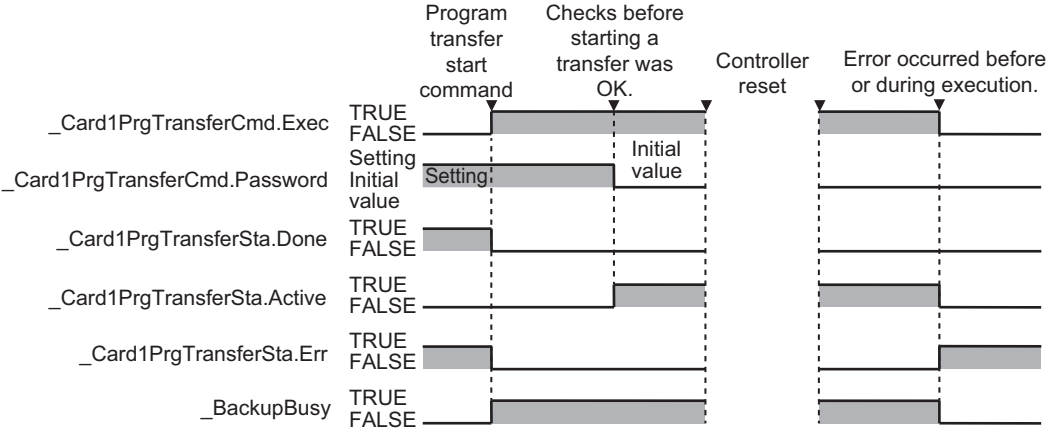 Program
transfer
start
command
Checks before
starting a
transfer was
OK.
Controller
reset
Error occurred before
or during execution.
_Card1PrgTransferCmd.Exec
TRUE
FALSE
_Card1PrgTransferCmd.Password
Setting
Initial
value
Setting
Initial
value
_Card1PrgTransferSta.Done
TRUE
FALSE
_Card1PrgTransferSta.Active
TRUE
FALSE
_Card1PrgTransferSta.Err
TRUE
FALSE
_BackupBusy
TRUE
FALSE